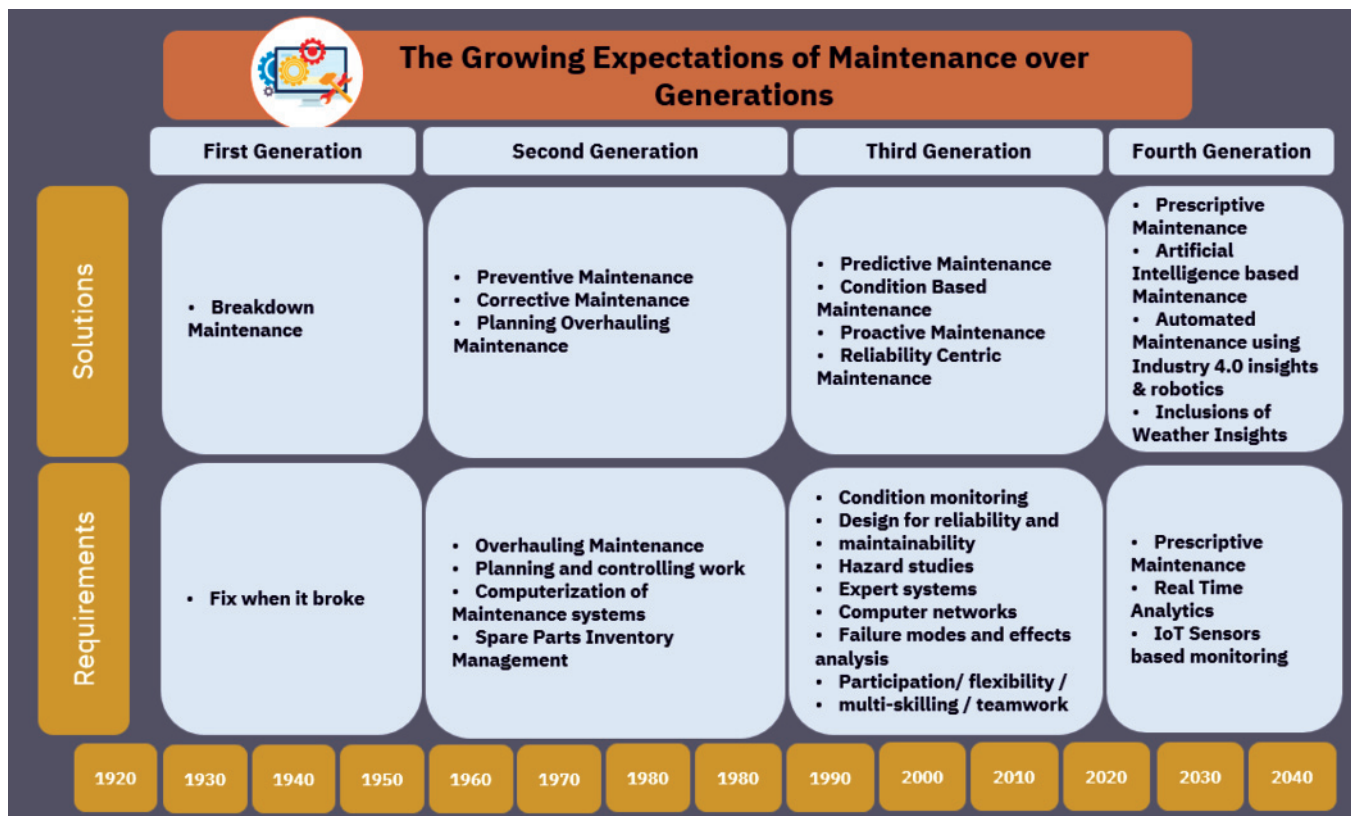 The Growing Expectations of Maintenance over
Generations
First Generation
Second Generation
Third Generation
Fourth Generation
Solutions
• Breakdown
Maintenance
• Preventive Maintenance
• Corrective Maintenance
• Planning Overhauling
Maintenance
• Predictive Maintenance
• Condition Based
Maintenance
• Proactive Maintenance
• Reliability Centric
Maintenance
• Prescriptive
Maintenance
• Artificial
Intelligence based
Maintenance
• Automated
Maintenance using
Industry 4.0 insights
& robotics
• Inclusions of
Weather Insights
Requirements
• Fix when it broke
• Overhauling Maintenance
• Planning and controlling work
• Computerization of
Maintenance systems
• Spare Parts Inventory
Management
• Condition monitoring
• Design for reliability and
• maintainability
• Hazard studies
• Expert systems
• Computer networks
• Failure modes and effects
analysis
• Participation/ flexibility /
• multi-skilling / teamwork
• Prescriptive
Maintenance
• Real Time
Analytics
• IoT Sensors
based monitoring
1920
1930
1940
1950
1960
1970
1980
1980
1990
2000
2010
2020
2030
2040